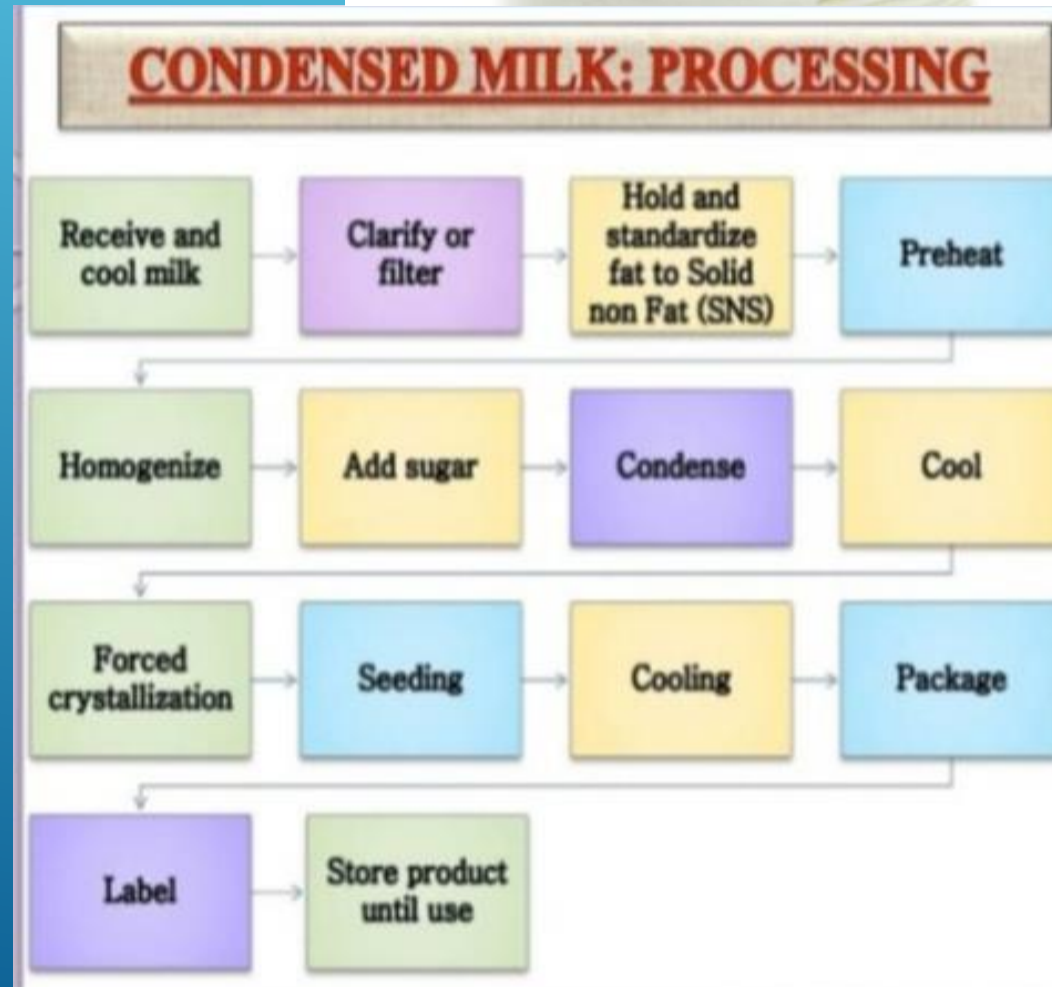 CONDENSED MILK: PROCESSING
Receive and
cool milk
Clarify or
filter
Hold and
standardize
fat to Solid
non Fat (SNS)
Preheat
Homogenize
Add sugar
Condense
Cool
Forced
crystallization
Seeding
Cooling
Package
Label
Store product
until use